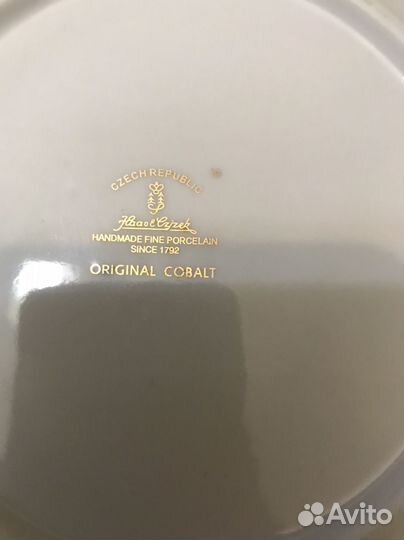 CZECH REPUBLIC
HANDMADE FINE PORCELAIN
SINCE 1792
ORIGINAL COBALT
Avito